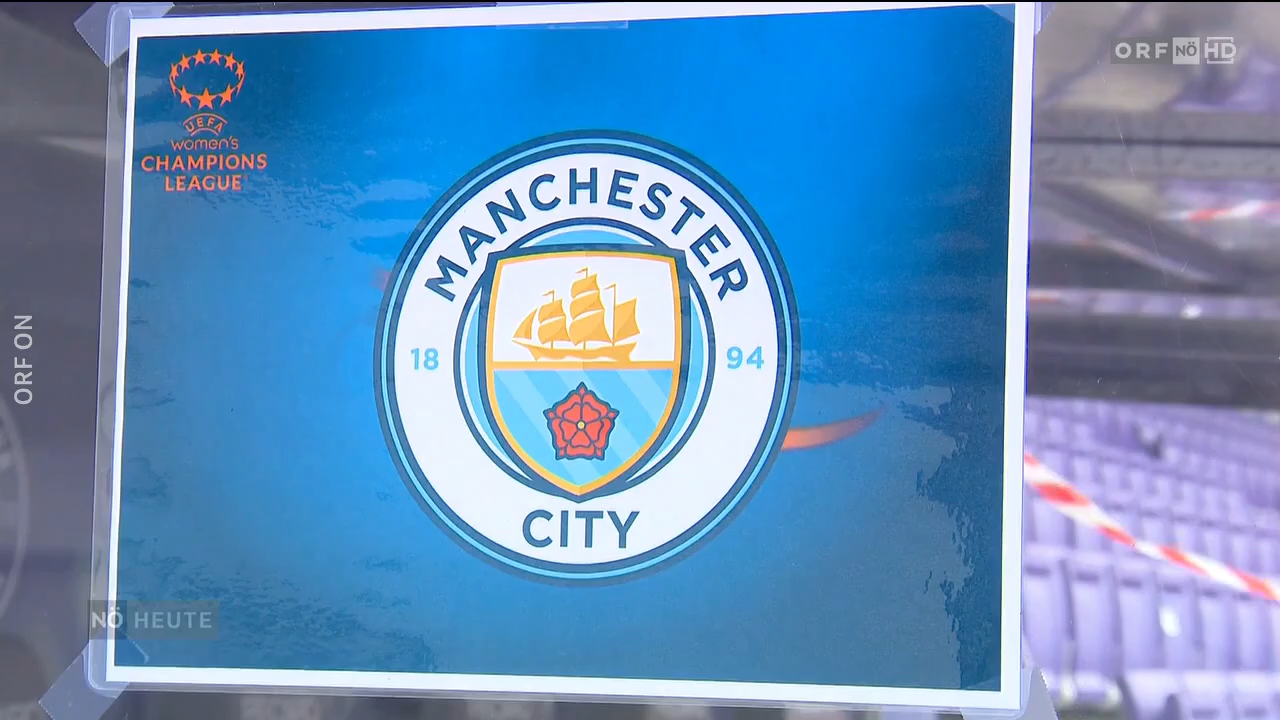 ORF NÖ HD
UEFA
women's
CHAMPIONS
LEAGUE
MANCHESTER
18 94
CITY
ORF ON
NÖ HEUTE